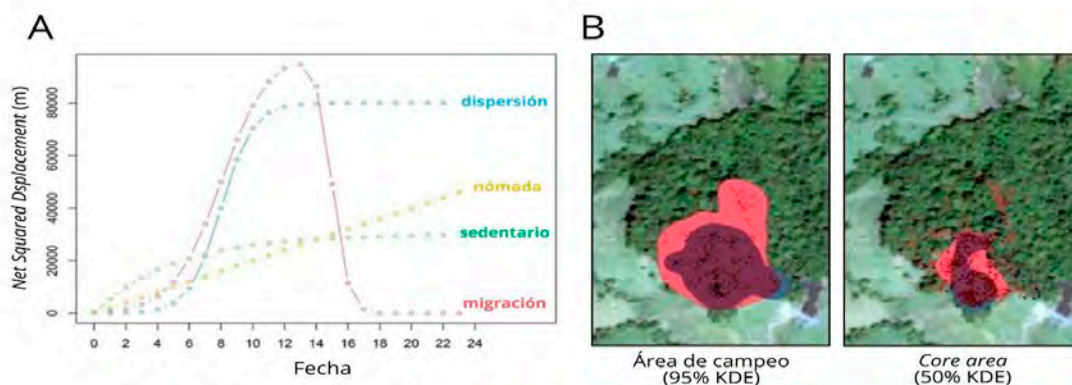 A
B
Net Squared Dsplacement (m)
80000
60000
40000
20000
0
dispersión
nómada
sedentario
migración
0 2 4 6 8 10 12 14 16 18 20 22 24
Fecha
Área de campeo
(95% KDE)
Core area
(50% KDE)